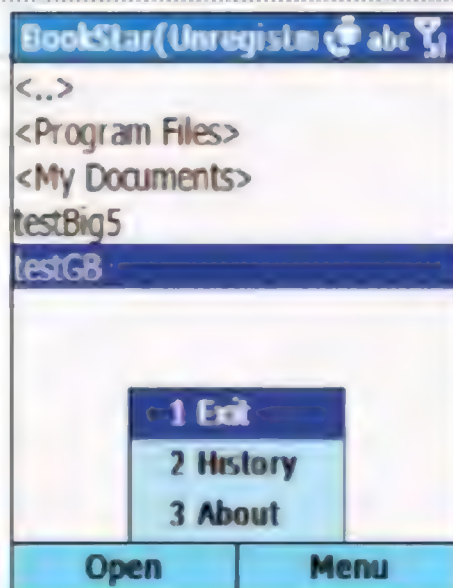 BookStar(Unregister abc
<..>
<Program Files>
<My Documents>
testBig5
testGB
1 Exit
2 History
3 About
Open Menu